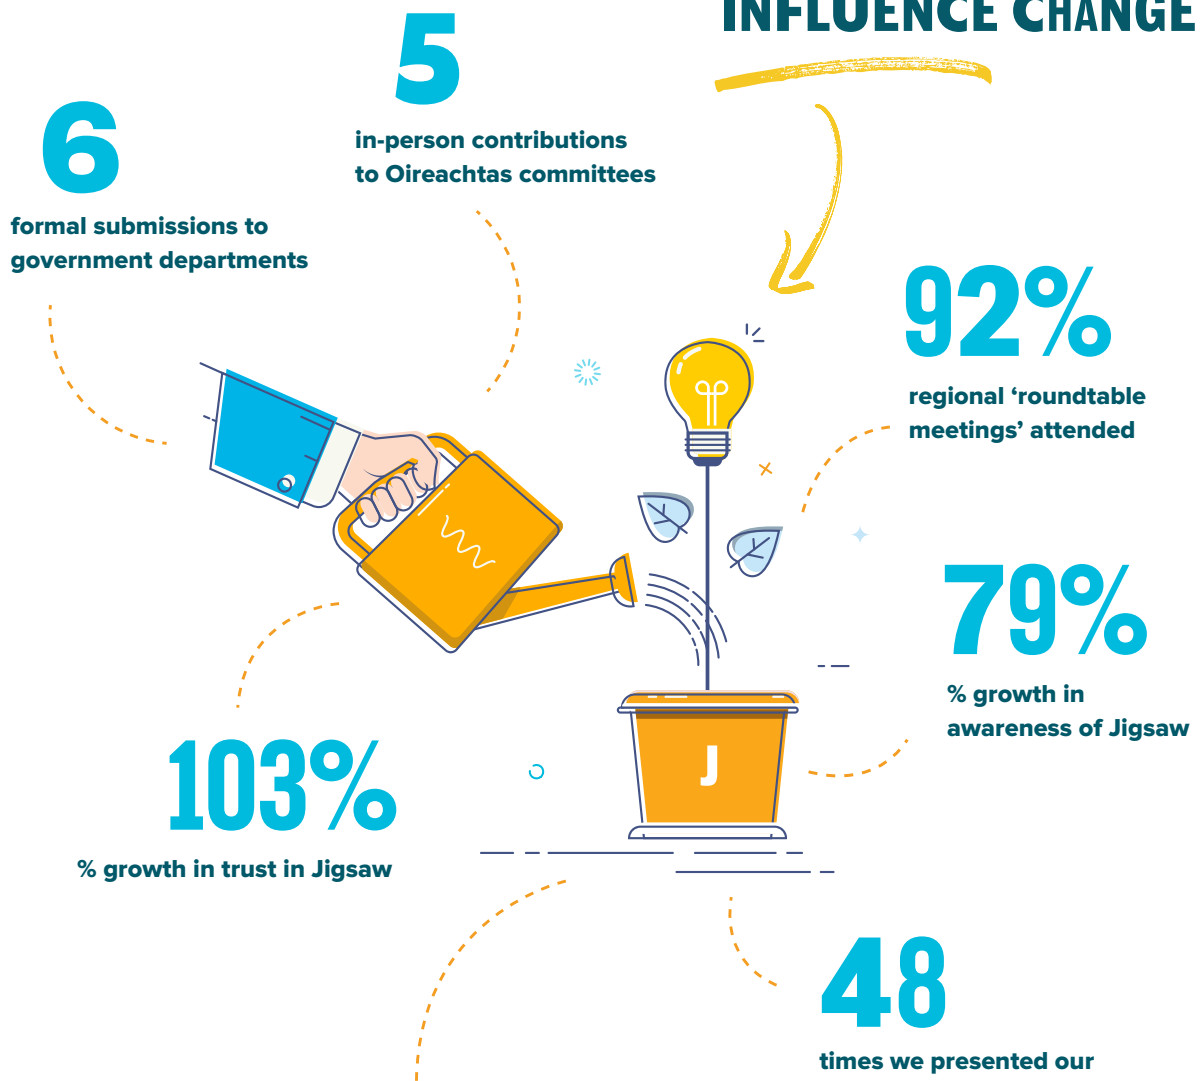 INFLUENCE CHANGE
5
in-person contributions
to Oireachtas committees
6
formal submissions to
government departments
92%
regional ‘roundtable
meetings’ attended
79%
% growth in
awareness of Jigsaw
J
103%
% growth in trust in Jigsaw
48
times we presented our